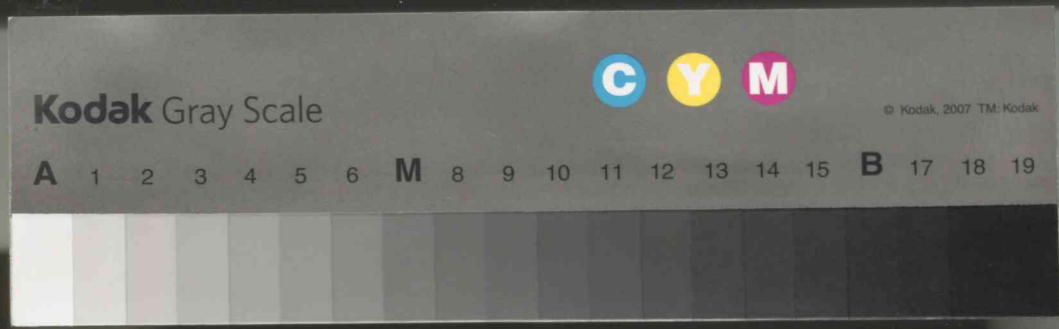 C Y M
Kodak Gray Scale
© Kodak, 2007 TM: Kodak
A 1 2 3 4 5 6 M 8 9 10 11 12 13 14 15 B 17 18 19